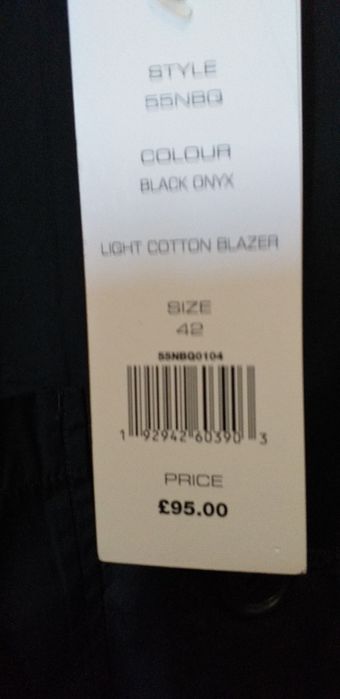 STYLE
55NBQ
COLOUR
BLACK ONYX
LIGHT COTTON BLAZER
SIZE
42
55NBQ0104
1 92942 60390 3
PRICE
£95.00